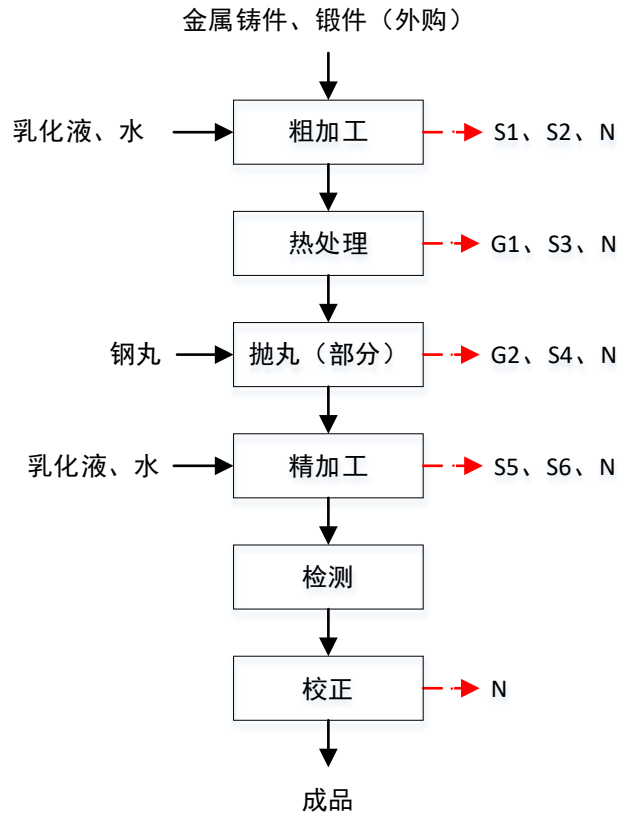 金属铸件、锻件（外购）
乳化液、水
粗加工
S1、S2、N
热处理
G1、S3、N
钢丸
抛丸（部分）
G2、S4、N
乳化液、水
精加工
S5、S6、N
检测
校正
N
成品